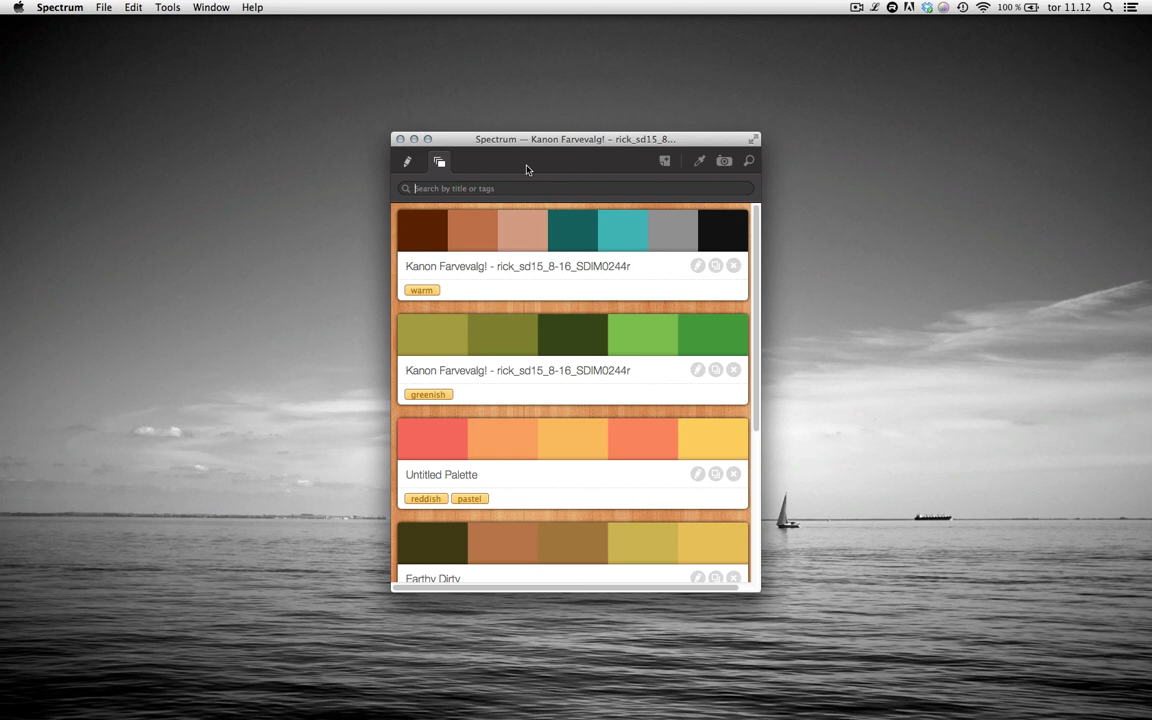 Spectrum File Edit Tools Window Help 100 % tor 11.12
Spectrum — Kanon Farvevalg! – rick_sd15_8...
Search by title or tags
Kanon Farvevalg! - rick_sd15_8-16_SDIM0244r
warm
Kanon Farvevalg! - rick_sd15_8-16_SDIM0244r
greenish
Untitled Palette
reddish pastel
Earthy Dirty